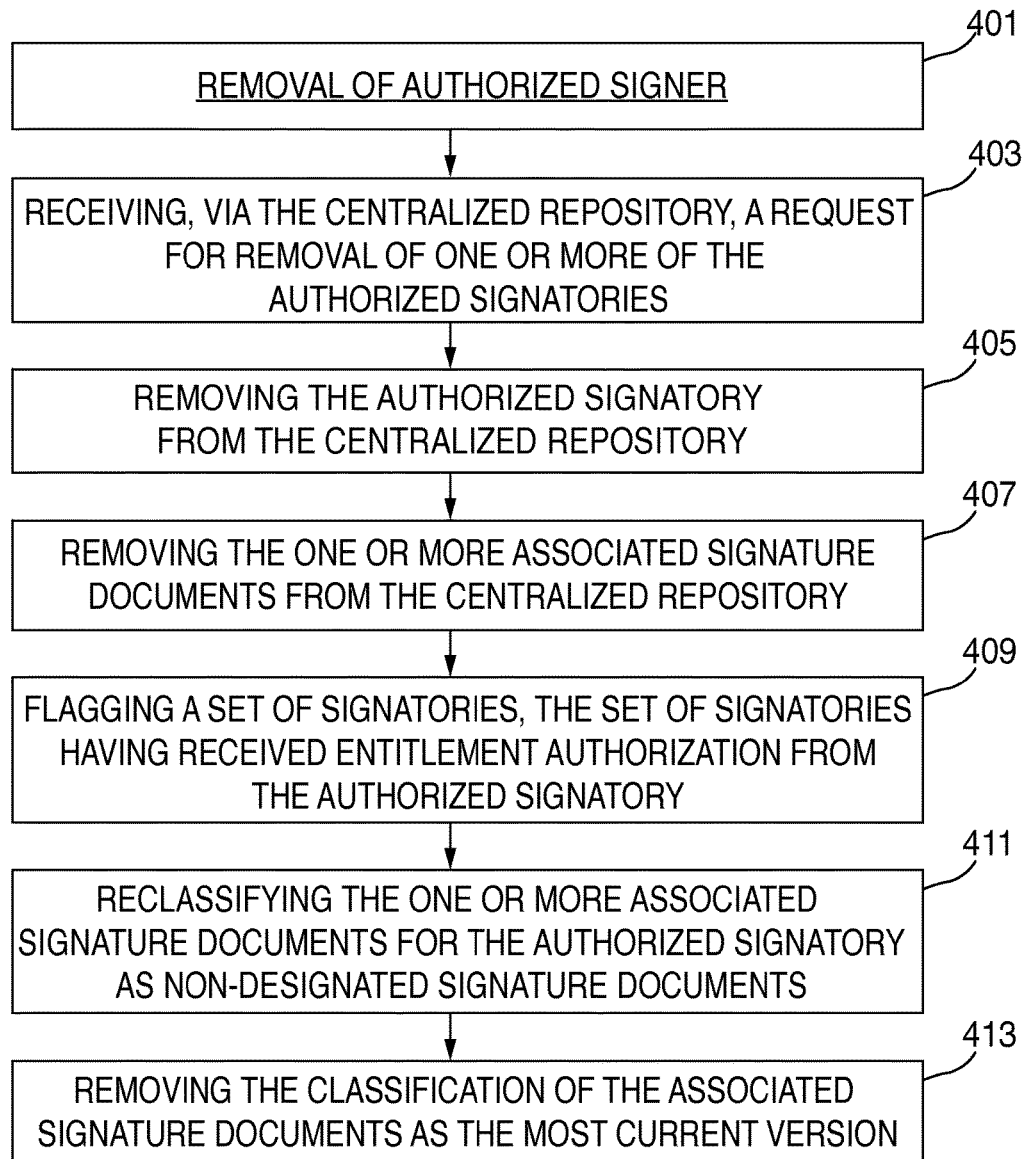 401
REMOVAL OF AUTHORIZED SIGNER
403
RECEIVING, VIA THE CENTRALIZED REPOSITORY, A REQUEST
FOR REMOVAL OF ONE OR MORE OF THE
AUTHORIZED SIGNATORIES
405
REMOVING THE AUTHORIZED SIGNATORY
FROM THE CENTRALIZED REPOSITORY
407
REMOVING THE ONE OR MORE ASSOCIATED SIGNATURE
DOCUMENTS FROM THE CENTRALIZED REPOSITORY
409
FLAGGING A SET OF SIGNATORIES, THE SET OF SIGNATORIES
HAVING RECEIVED ENTITLEMENT AUTHORIZATION FROM
THE AUTHORIZED SIGNATORY
411
RECLASSIFYING THE ONE OR MORE ASSOCIATED
SIGNATURE DOCUMENTS FOR THE AUTHORIZED SIGNATORY
AS NON-DESIGNATED SIGNATURE DOCUMENTS
413
REMOVING THE CLASSIFICATION OF THE ASSOCIATED
SIGNATURE DOCUMENTS AS THE MOST CURRENT VERSION